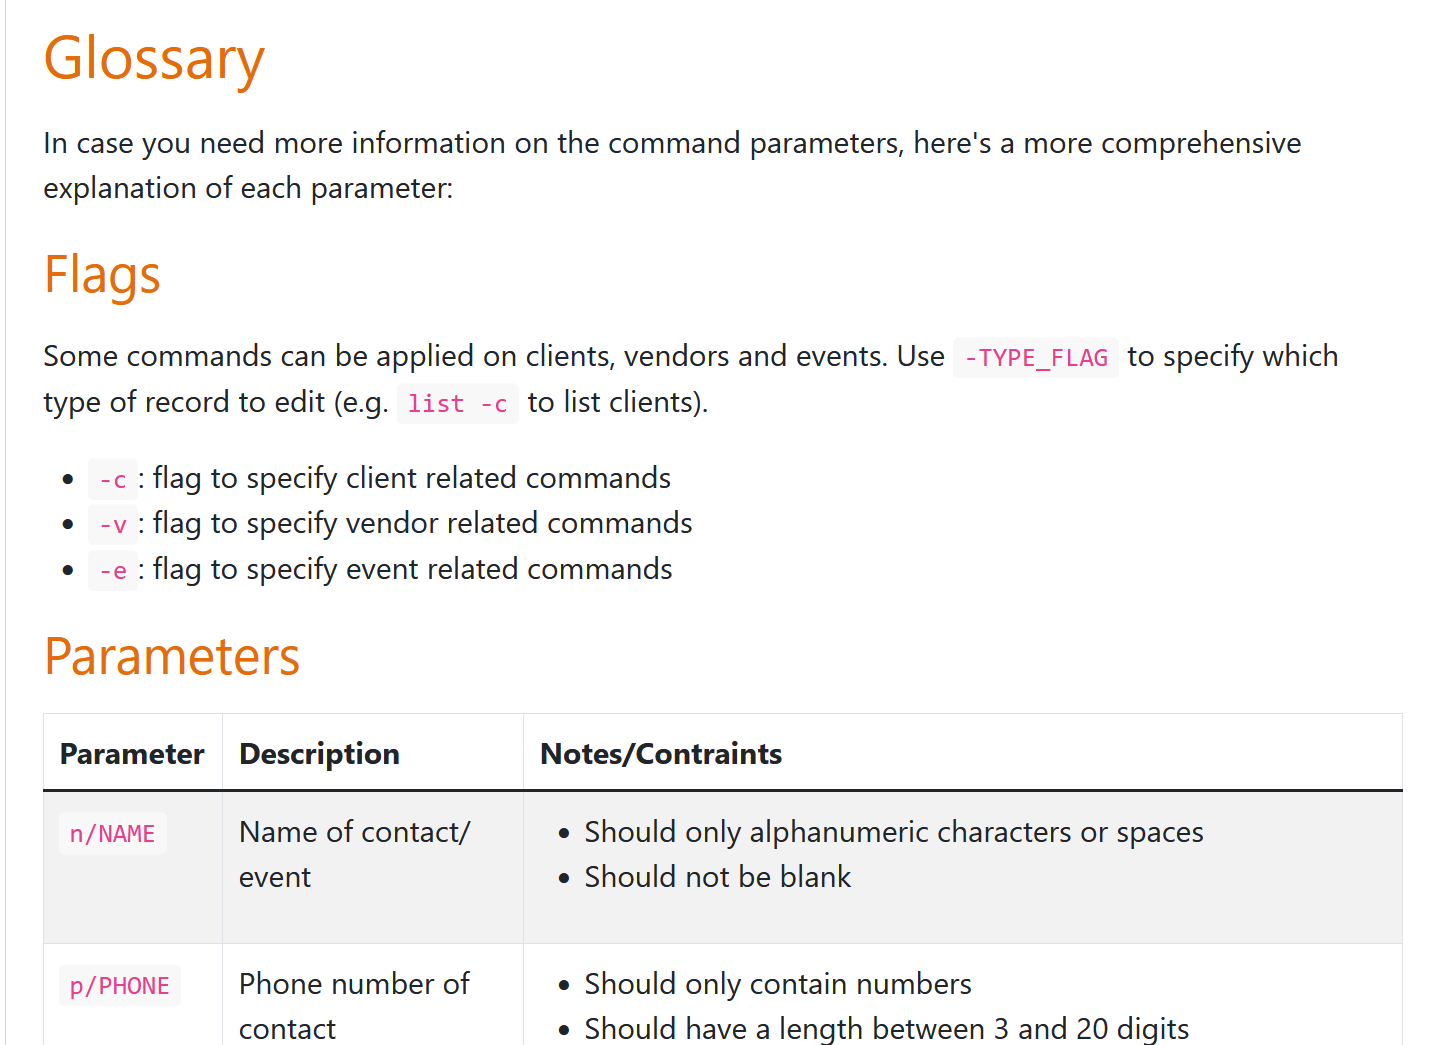 Glossary
In case you need more information on the command parameters, here's a more comprehensive
explanation of each parameter:
Flags
Some commands can be applied on clients, vendors and events. Use -TYPE_FLAG to specify which
type of record to edit (e.g. list -c to list clients).
-c : flag to specify client related commands
-v : flag to specify vendor related commands
-e : flag to specify event related commands
Parameters
Parameter Description Notes/Contraints
n/NAME Name of contact/ • Should only alphanumeric characters or spaces
event • Should not be blank
p/PHONE Phone number of • Should only contain numbers
contact • Should have a length between 3 and 20 digits